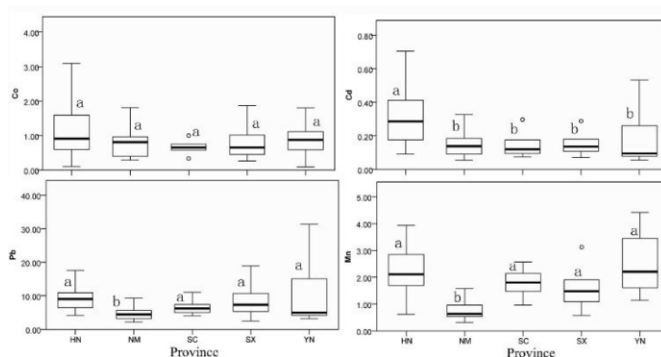 4.00
3.00
2.00
1.00
0.00
Co
a
a
a
a
a
0.80
0.60
0.40
0.20
0.00
Cd
a
b
b
b
b
40.00
30.00
20.00
10.00
0.00
Pb
a
b
a
a
a
HN NM SC SX YN
Province
5.00
4.00
3.00
2.00
1.00
0.00
Mn
a
b
a
a
a
HN NM SC SX YN
Province